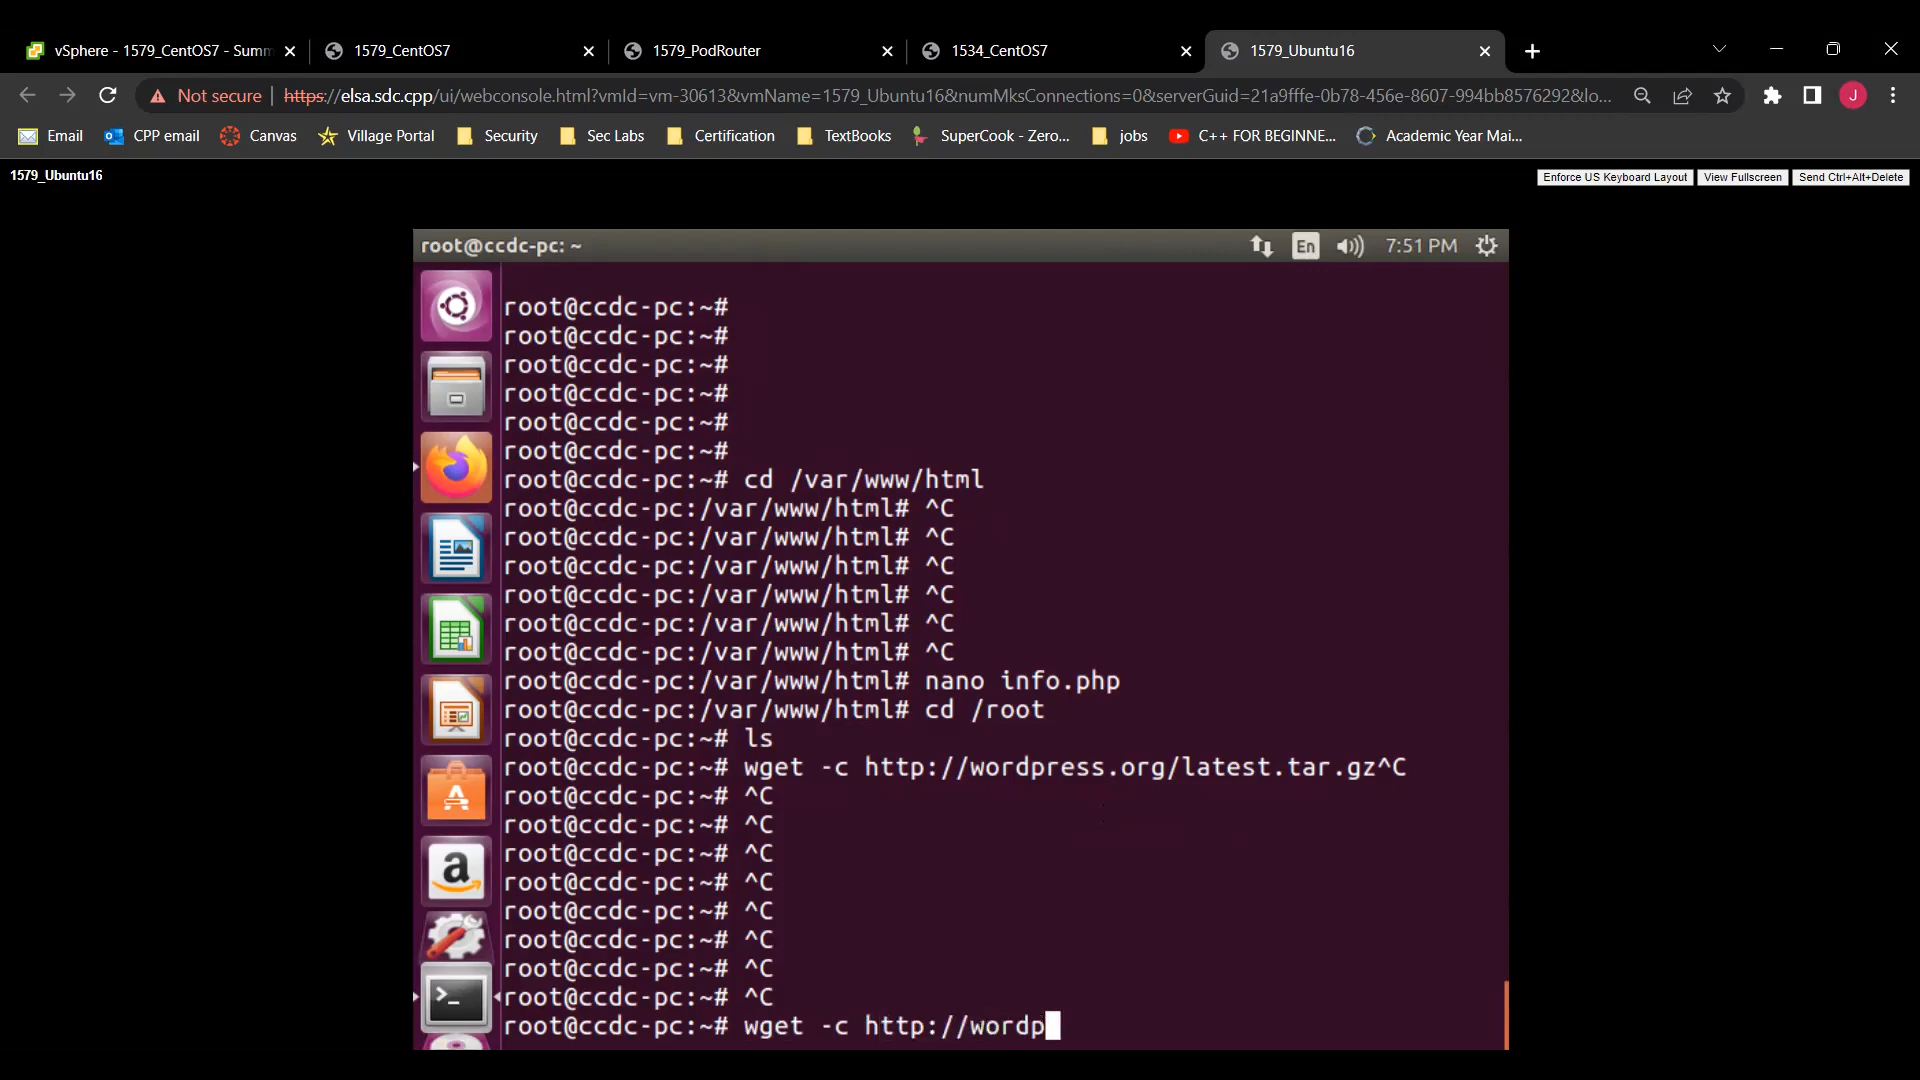 vSphere - 1579_CentOS7 - Summ
1579_CentOS7
1579_PodRouter
1534_CentOS7
1579_Ubuntu16
Not secure
https://elsa.sdc.cpp/ui/webconsole.html?vmId=vm-30613&vmName=1579_Ubuntu16&numMksConnections=0&serverGuid=21a9fffe-0b78-456e-8607-994bb8576292&lo...
J
Email
CPP email
Canvas
Village Portal
Security
Sec Labs
Certification
TextBooks
SuperCook - Zero...
jobs
C++ FOR BEGINNE...
Academic Year Mai...
1579_Ubuntu16
Enforce US Keyboard Layout
View Fullscreen
Send Ctrl+Alt+Delete
root@ccdc-pc: ~
En
7:51 PM
root@ccdc-pc:~#
root@ccdc-pc:~#
root@ccdc-pc:~#
root@ccdc-pc:~#
root@ccdc-pc:~#
root@ccdc-pc:~#
root@ccdc-pc:~# cd /var/www/html
root@ccdc-pc:/var/www/html# ^C
root@ccdc-pc:/var/www/html# ^C
root@ccdc-pc:/var/www/html# ^C
root@ccdc-pc:/var/www/html# ^C
root@ccdc-pc:/var/www/html# ^C
root@ccdc-pc:/var/www/html# ^C
root@ccdc-pc:/var/www/html# nano info.php
root@ccdc-pc:/var/www/html# cd /root
root@ccdc-pc:~# ls
root@ccdc-pc:~# wget -c http://wordpress.org/latest.tar.gz^C
root@ccdc-pc:~# ^C
root@ccdc-pc:~# ^C
root@ccdc-pc:~# ^C
root@ccdc-pc:~# ^C
root@ccdc-pc:~# ^C
root@ccdc-pc:~# ^C
root@ccdc-pc:~# ^C
root@ccdc-pc:~# ^C
root@ccdc-pc:~# wget -c http://wordp